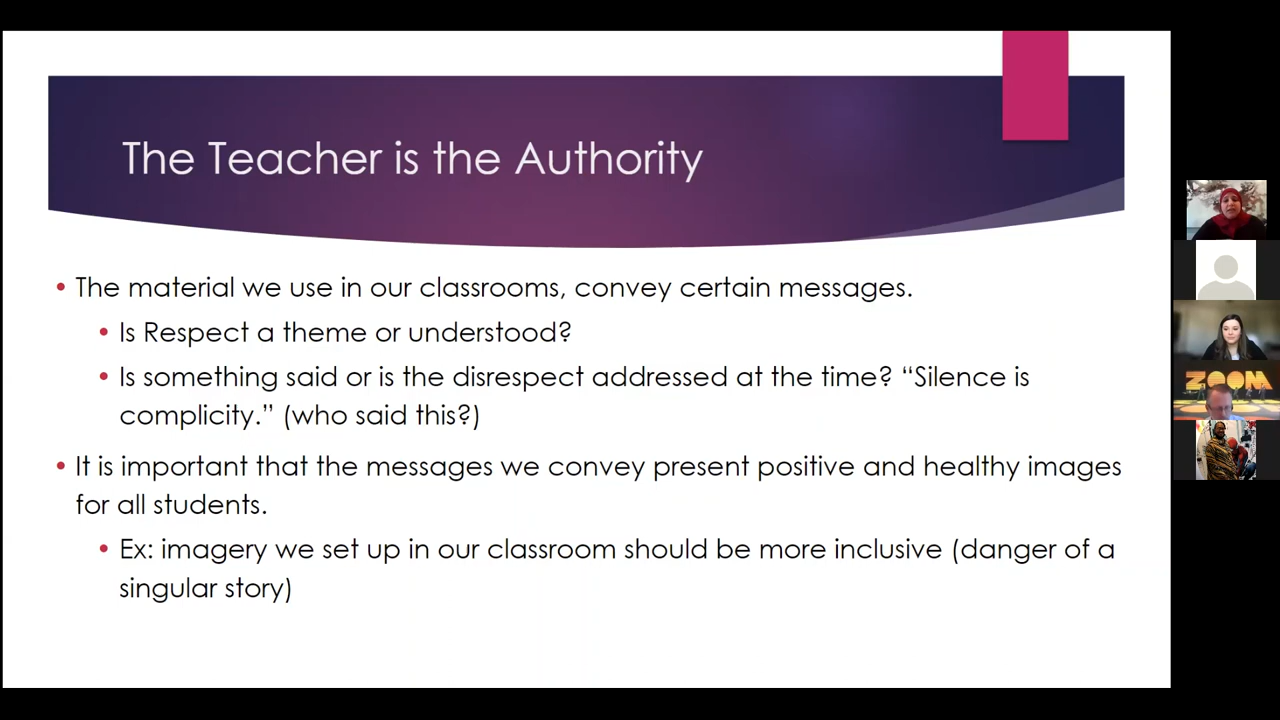 The Teacher is the Authority
• The material we use in our classrooms, convey certain messages.
• Is Respect a theme or understood?
• Is something said or is the disrespect addressed at the time? “Silence is
complicity.” (who said this?)
• It is important that the messages we convey present positive and healthy images
for all students.
• Ex: imagery we set up in our classroom should be more inclusive (danger of a
singular story)
ZOOM